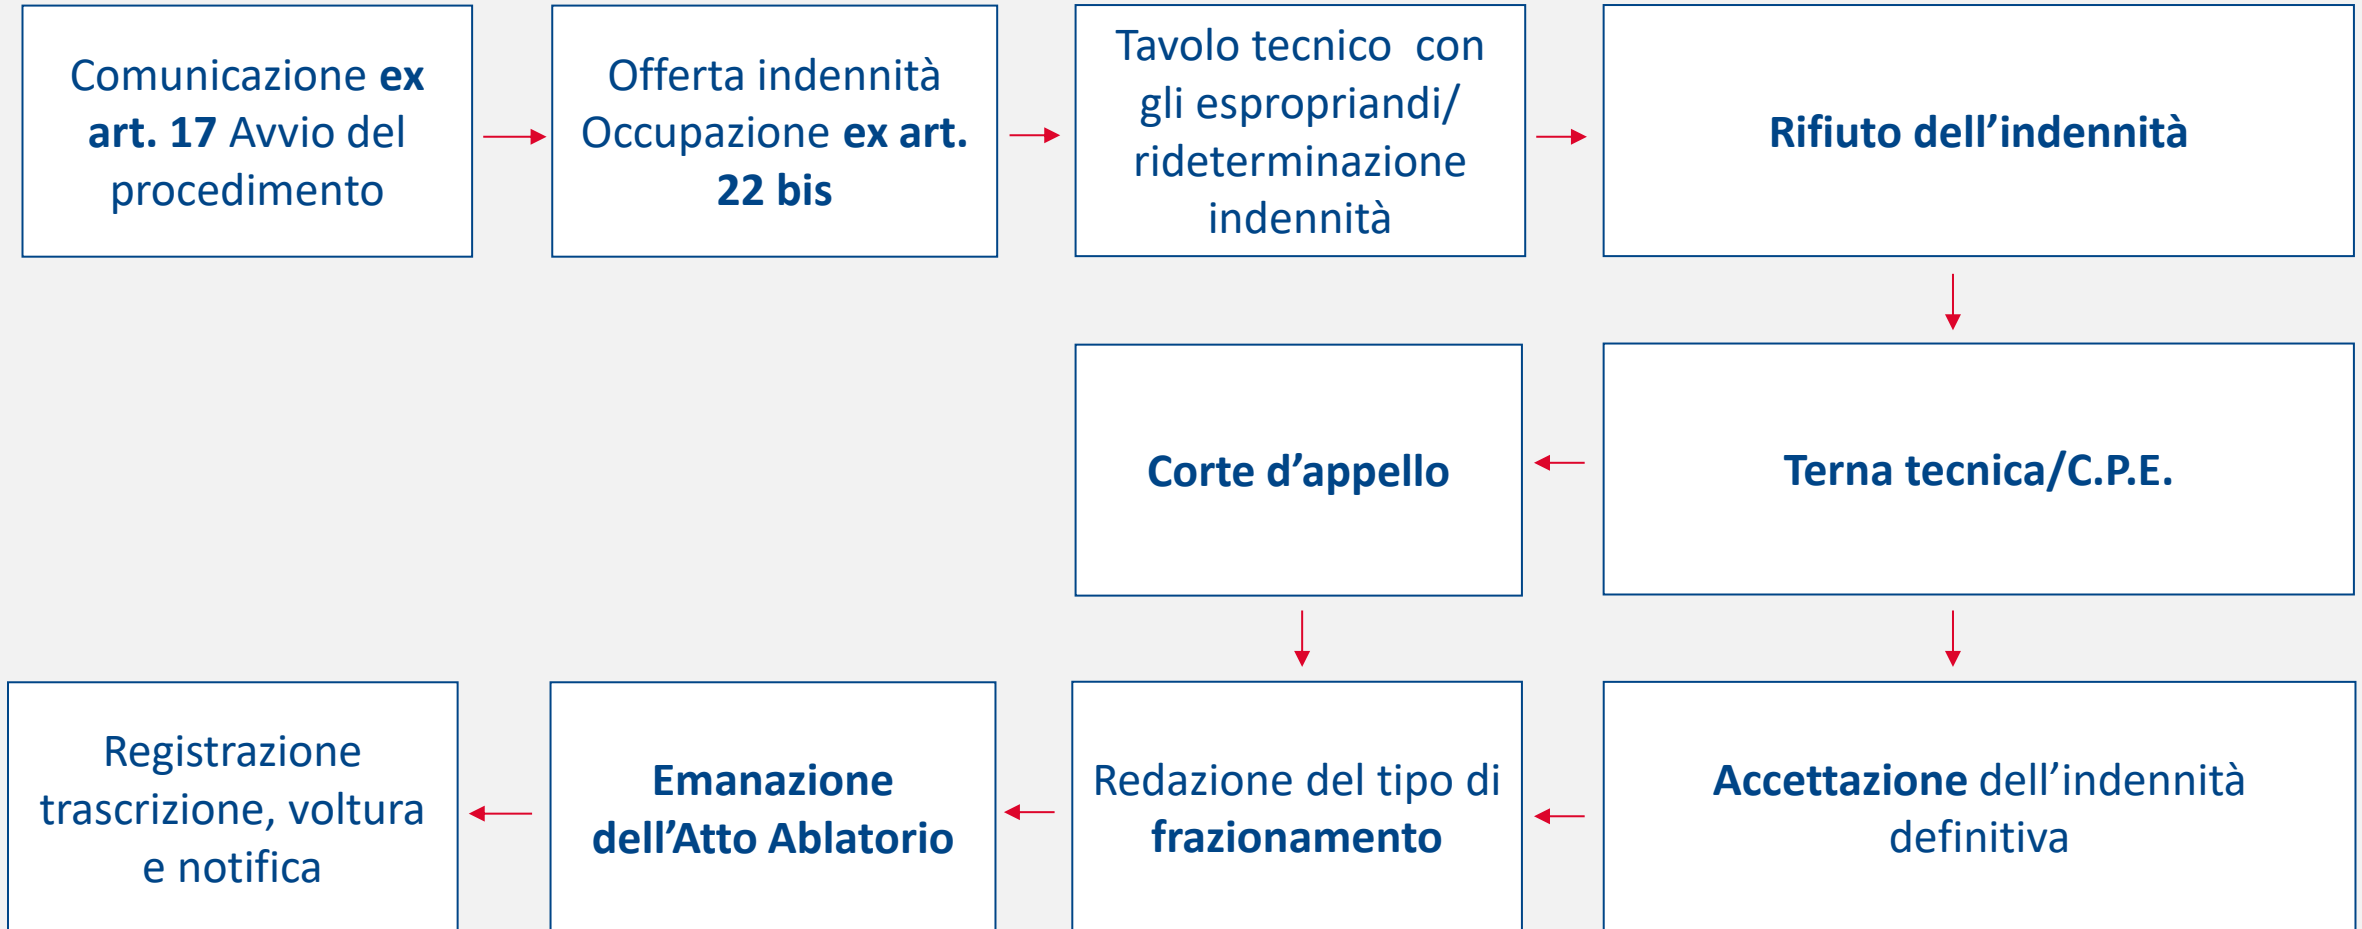 Comunicazione ex
art. 17 Avvio del
procedimento
Offerta indennità
Occupazione ex art.
22 bis
Tavolo tecnico  con
gli espropriandi/
rideterminazione
indennità
Rifiuto dell’indennità
Corte d’appello
Terna tecnica/C.P.E.
Registrazione
trascrizione, voltura
e notifica
Emanazione
dell’Atto Ablatorio
Redazione del tipo di
frazionamento
Accettazione dell’indennità
definitiva